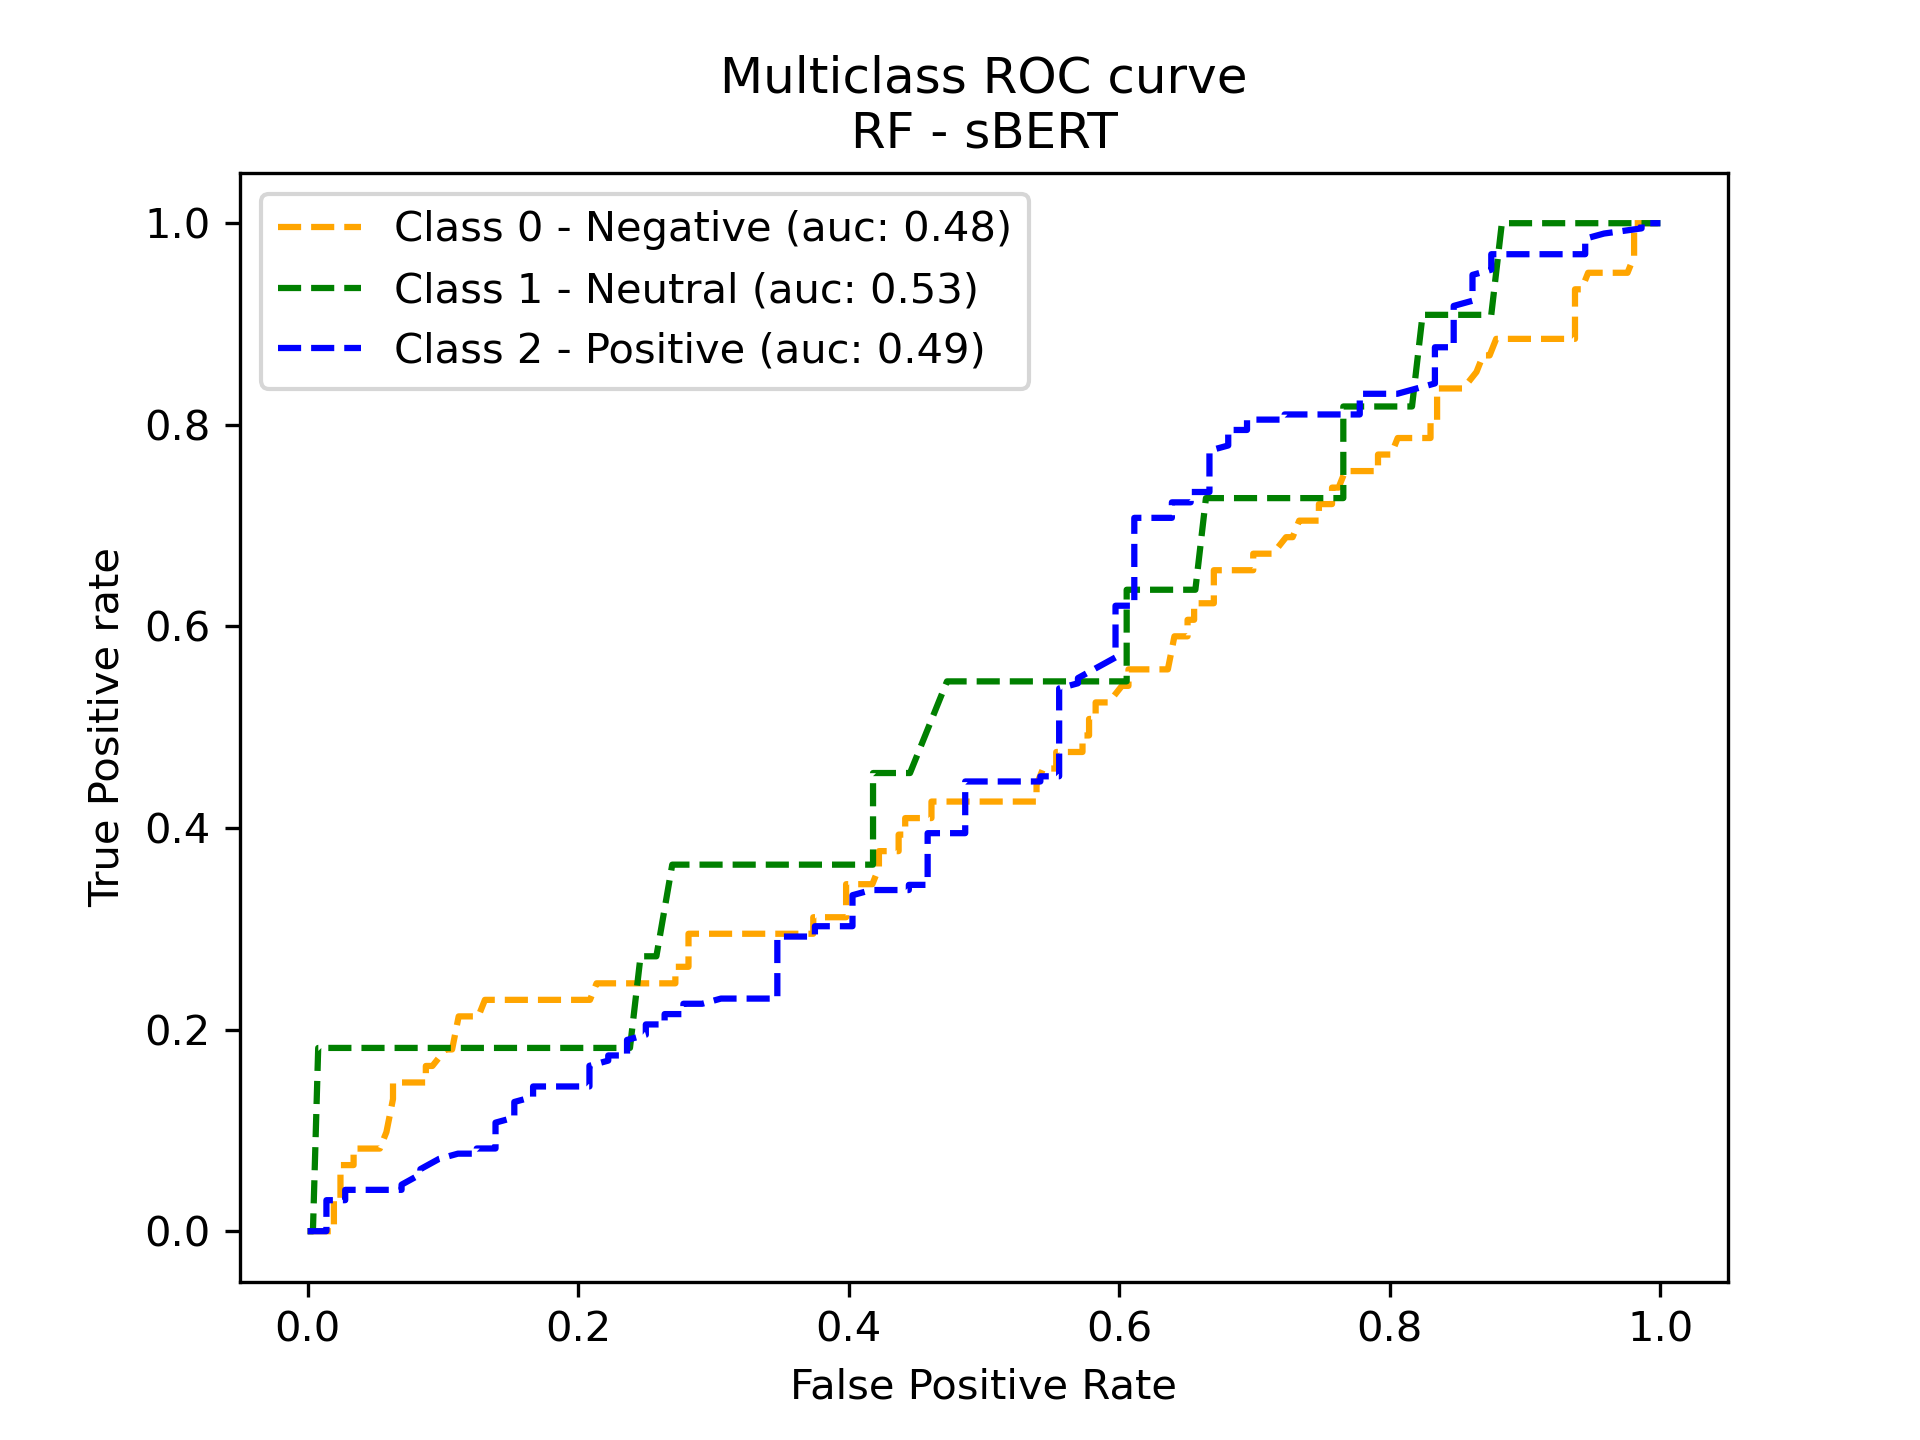 Multiclass ROC curve
RF - sBERT
Class 0 - Negative (auc: 0.48)
Class 1 - Neutral (auc: 0.53)
Class 2 - Positive (auc: 0.49)
1.0
0.8
0.6
0.4
0.2
0.0
True Positive rate
0.0 0.2 0.4 0.6 0.8 1.0
False Positive Rate